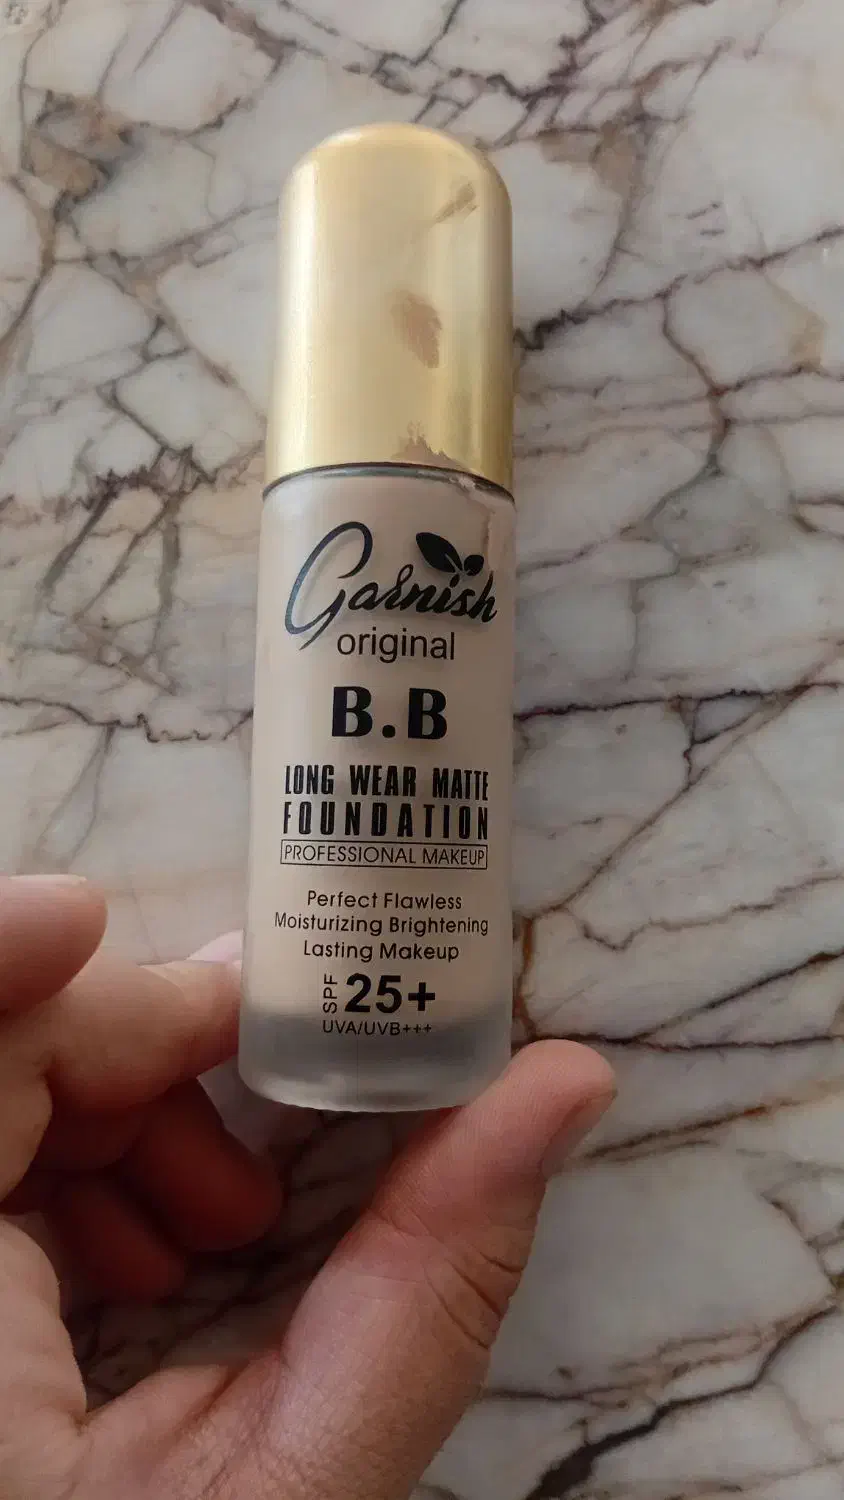 Garnish
original
B.B
LONG WEAR MATTE
FOUNDATION
PROFESSIONAL MAKEUP
Perfect Flawless
Moisturizing Brightening
Lasting Makeup
SPF 25+
UVA/UVB+++